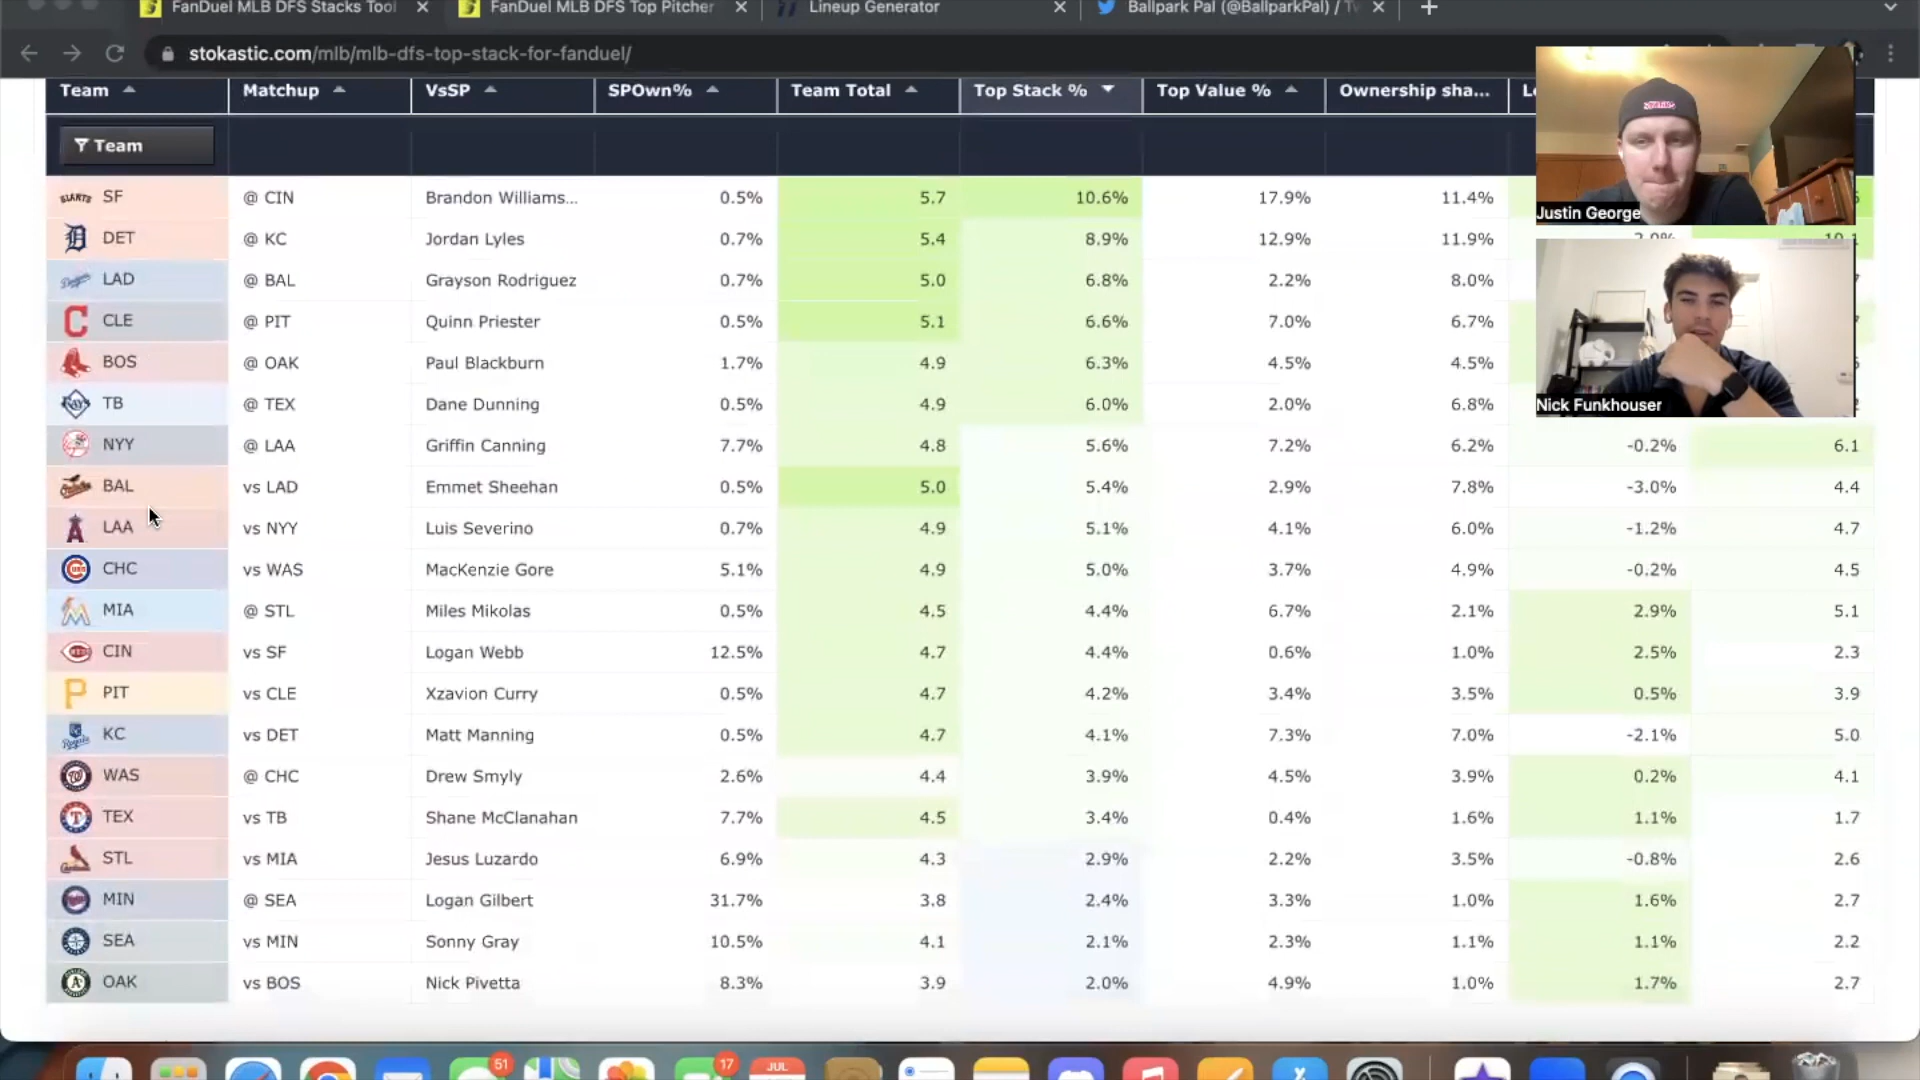 FanDuel MLB DFS Stacks Tool
FanDuel MLB DFS Top Pitcher
Lineup Generator
Ballpark Pal (@BallparkPal) / Tw
stokastic.com/mlb/mlb-dfs-top-stack-for-fanduel/
Team Matchup VsSP SPOwn% Team Total Top Stack % Top Value % Ownership sha...
Team
GIANTS SF @ CIN Brandon Williams... 0.5% 5.7 10.6% 17.9% 11.4%
DET @ KC Jordan Lyles 0.7% 5.4 8.9% 12.9% 11.9%
LAD @ BAL Grayson Rodriguez 0.7% 5.0 6.8% 2.2% 8.0%
CLE @ PIT Quinn Priester 0.5% 5.1 6.6% 7.0% 6.7%
BOS @ OAK Paul Blackburn 1.7% 4.9 6.3% 4.5% 4.5%
TB @ TEX Dane Dunning 0.5% 4.9 6.0% 2.0% 6.8%
NYY @ LAA Griffin Canning 7.7% 4.8 5.6% 7.2% 6.2% -0.2% 6.1
BAL vs LAD Emmet Sheehan 0.5% 5.0 5.4% 2.9% 7.8% -3.0% 4.4
LAA vs NYY Luis Severino 0.7% 4.9 5.1% 4.1% 6.0% -1.2% 4.7
CHC vs WAS MacKenzie Gore 5.1% 4.9 5.0% 3.7% 4.9% -0.2% 4.5
MIA @ STL Miles Mikolas 0.5% 4.5 4.4% 6.7% 2.1% 2.9% 5.1
CIN vs SF Logan Webb 12.5% 4.7 4.4% 0.6% 1.0% 2.5% 2.3
PIT vs CLE Xzavion Curry 0.5% 4.7 4.2% 3.4% 3.5% 0.5% 3.9
KC vs DET Matt Manning 0.5% 4.7 4.1% 7.3% 7.0% -2.1% 5.0
WAS @ CHC Drew Smyly 2.6% 4.4 3.9% 4.5% 3.9% 0.2% 4.1
TEX vs TB Shane McClanahan 7.7% 4.5 3.4% 0.4% 1.6% 1.1% 1.7
STL vs MIA Jesus Luzardo 6.9% 4.3 2.9% 2.2% 3.5% -0.8% 2.6
MIN @ SEA Logan Gilbert 31.7% 3.8 2.4% 3.3% 1.0% 1.6% 2.7
SEA vs MIN Sonny Gray 10.5% 4.1 2.1% 2.3% 1.1% 1.1% 2.2
OAK vs BOS Nick Pivetta 8.3% 3.9 2.0% 4.9% 1.0% 1.7% 2.7
Justin George
Nick Funkhouser
51
17
JUL